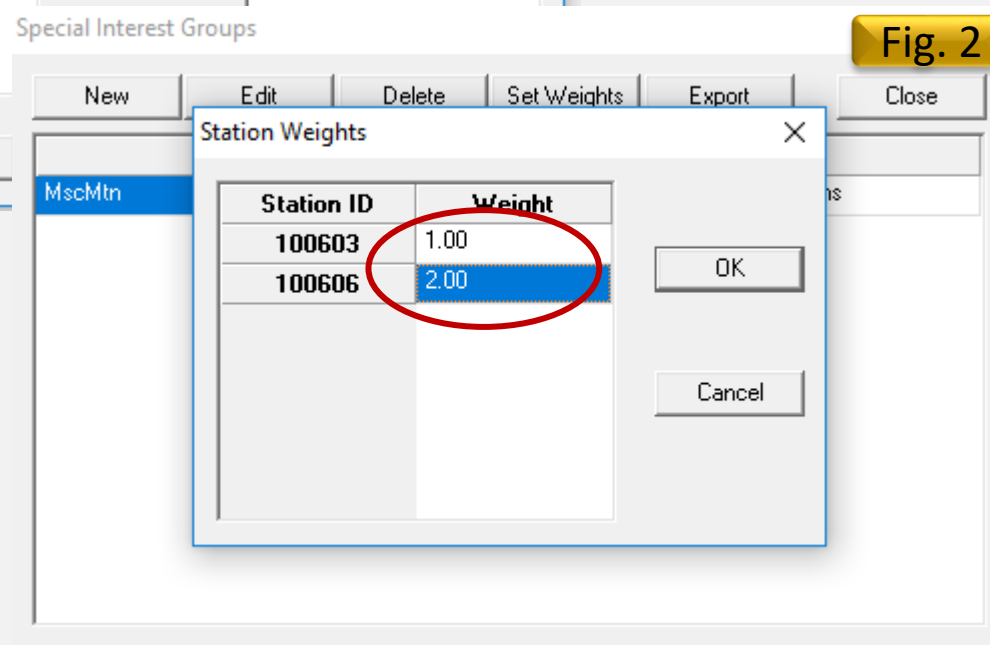 Special Interest Groups
Fig. 2
New Edit Delete Set Weights Export Close
Station Weights
MscMtn
Station ID Weight
100603 1.00
100606 2.00
OK
Cancel